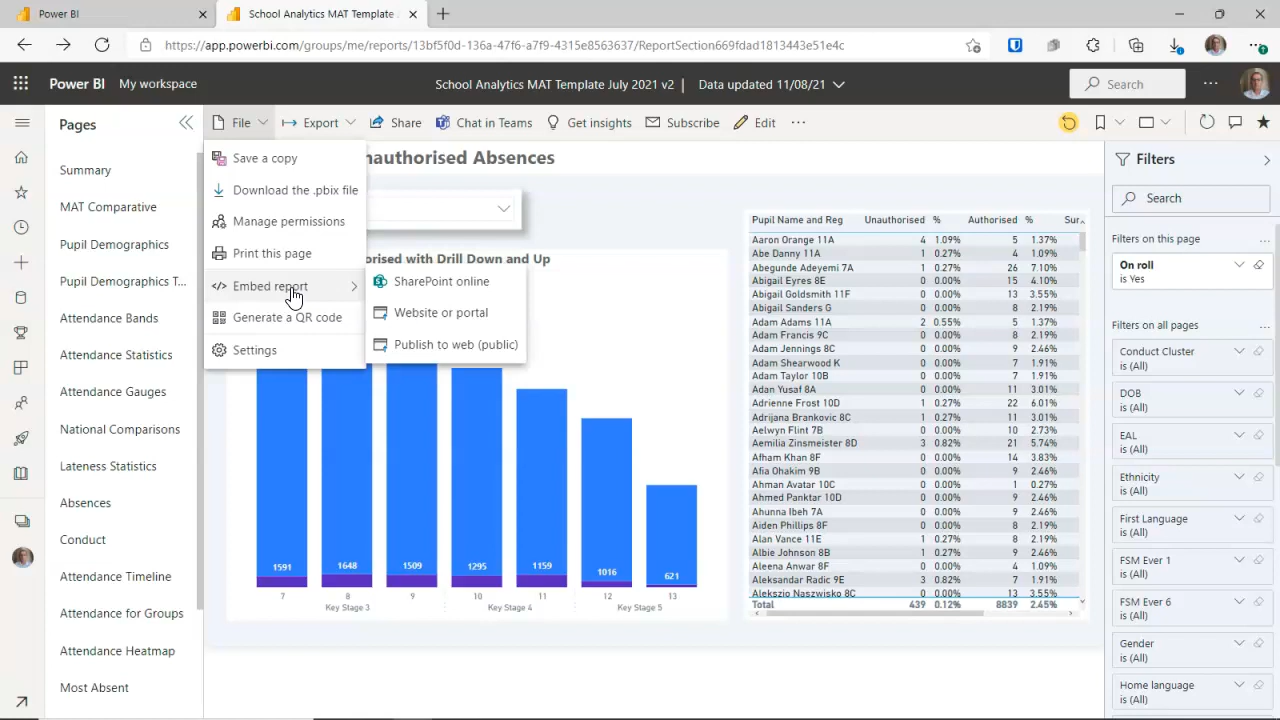 Power BI
School Analytics MAT Template
https://app.powerbi.com/groups/me/reports/13bf5f0d-136a-47f6-a7f9-4315e8563637/ReportSection669fdad1813443e51e4c
Power BI
My workspace
School Analytics MAT Template July 2021 v2 | Data updated 11/08/21
Search
Pages
File
Export
Share
Chat in Teams
Get insights
Subscribe
Edit
Summary
MAT Comparative
Pupil Demographics
Pupil Demographics T...
Attendance Bands
Attendance Statistics
Attendance Gauges
National Comparisons
Lateness Statistics
Absences
Conduct
Attendance Timeline
Attendance for Groups
Attendance Heatmap
Most Absent
Save a copy
Download the .pbix file
Manage permissions
Print this page
Embed report
Generate a QR code
Settings
SharePoint online
Website or portal
Publish to web (public)
nauthorised Absences
orised with Drill Down and Up
1591 1648 1509 1295 1159 1016 621
7 8 9 10 11 12 13
Key Stage 3 Key Stage 4 Key Stage 5
Pupil Name and Reg Unauthorised % Authorised % Sur
Aaron Orange 11A 4 1.09% 5 1.37%
Abe Danny 11A 1 0.27% 4 1.09%
Abegunde Adeyemi 7A 1 0.27% 26 7.10%
Abigail Eyres 8E 0 0.00% 15 4.10%
Abigail Goldsmith 11F 0 0.00% 13 3.55%
Abigail Sanders G 0 0.00% 8 2.19%
Adam Adams 11A 2 0.55% 5 1.37%
Adam Francis 9C 0 0.00% 8 2.19%
Adam Jennings 8C 0 0.00% 9 2.46%
Adam Shearwood K 0 0.00% 7 1.91%
Adam Taylor 10B 0 0.00% 7 1.91%
Adan Yusaf 8A 0 0.00% 11 3.01%
Adrienne Frost 10D 1 0.27% 22 6.01%
Adrijana Brankovic 8C 1 0.27% 11 3.01%
Aelwyn Flint 7B 0 0.00% 10 2.73%
Aemilia Zinsmeister 8D 3 0.82% 21 5.74%
Afham Khan 8F 0 0.00% 14 3.83%
Afia Ohakim 9B 0 0.00% 9 2.46%
Ahman Avatar 10C 0 0.00% 1 0.27%
Ahmed Panktar 10D 0 0.00% 9 2.46%
Ahunna Ibeh 7A 0 0.00% 9 2.46%
Aiden Phillips 8F 0 0.00% 8 2.19%
Alan Vance 11E 1 0.27% 8 2.19%
Albie Johnson 8B 1 0.27% 9 2.46%
Aleena Anwar 8F 0 0.00% 4 1.09%
Aleksandar Radic 9E 3 0.82% 7 1.91%
Alekszio Naszwisko 8C 0 0.00% 13 3.55%
Total 439 0.12% 8839 2.45%
Filters
Search
Filters on this page
On roll
is Yes
Filters on all pages
Conduct Cluster
is (All)
DOB
is (All)
EAL
is (All)
Ethnicity
is (All)
First Language
is (All)
FSM Ever 1
is (All)
FSM Ever 6
is (All)
Gender
is (All)
Home language
is (All)